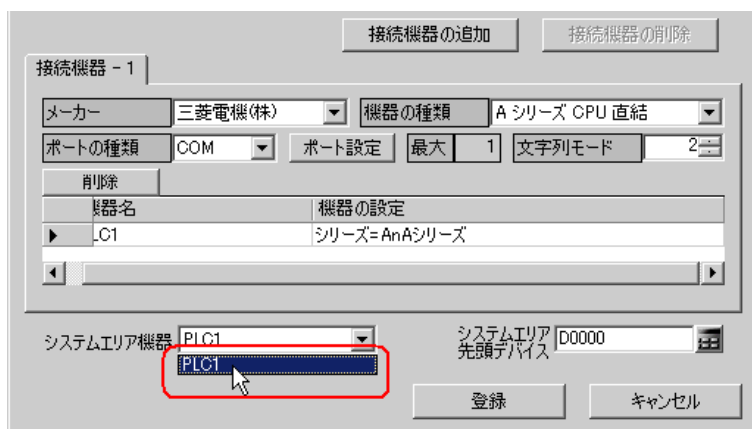 接続機器の追加 接続機器の削除
接続機器 - 1
メーカー 三菱電機(株) 機器の種類 A シリーズ CPU 直結
ポートの種類 COM ポート設定 最大 1 文字列モード 2
削除
機器名 機器の設定
LC1 シリーズ=AnAシリーズ
システムエリア機器 PLC1 システムエリア先頭デバイス D0000
PLC1
登録 キャンセル